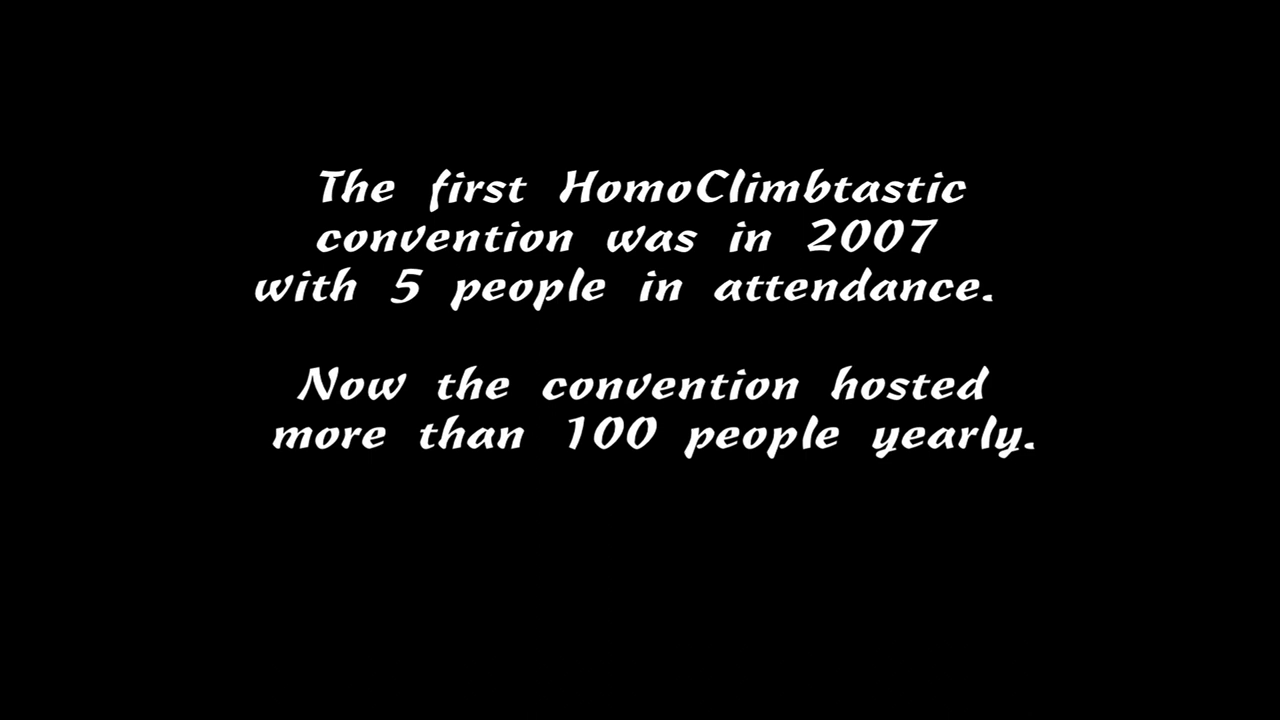 The first HomoClimbtastic
convention was in 2007
with 5 people in attendance.
Now the convention hosted
more than 100 people yearly.